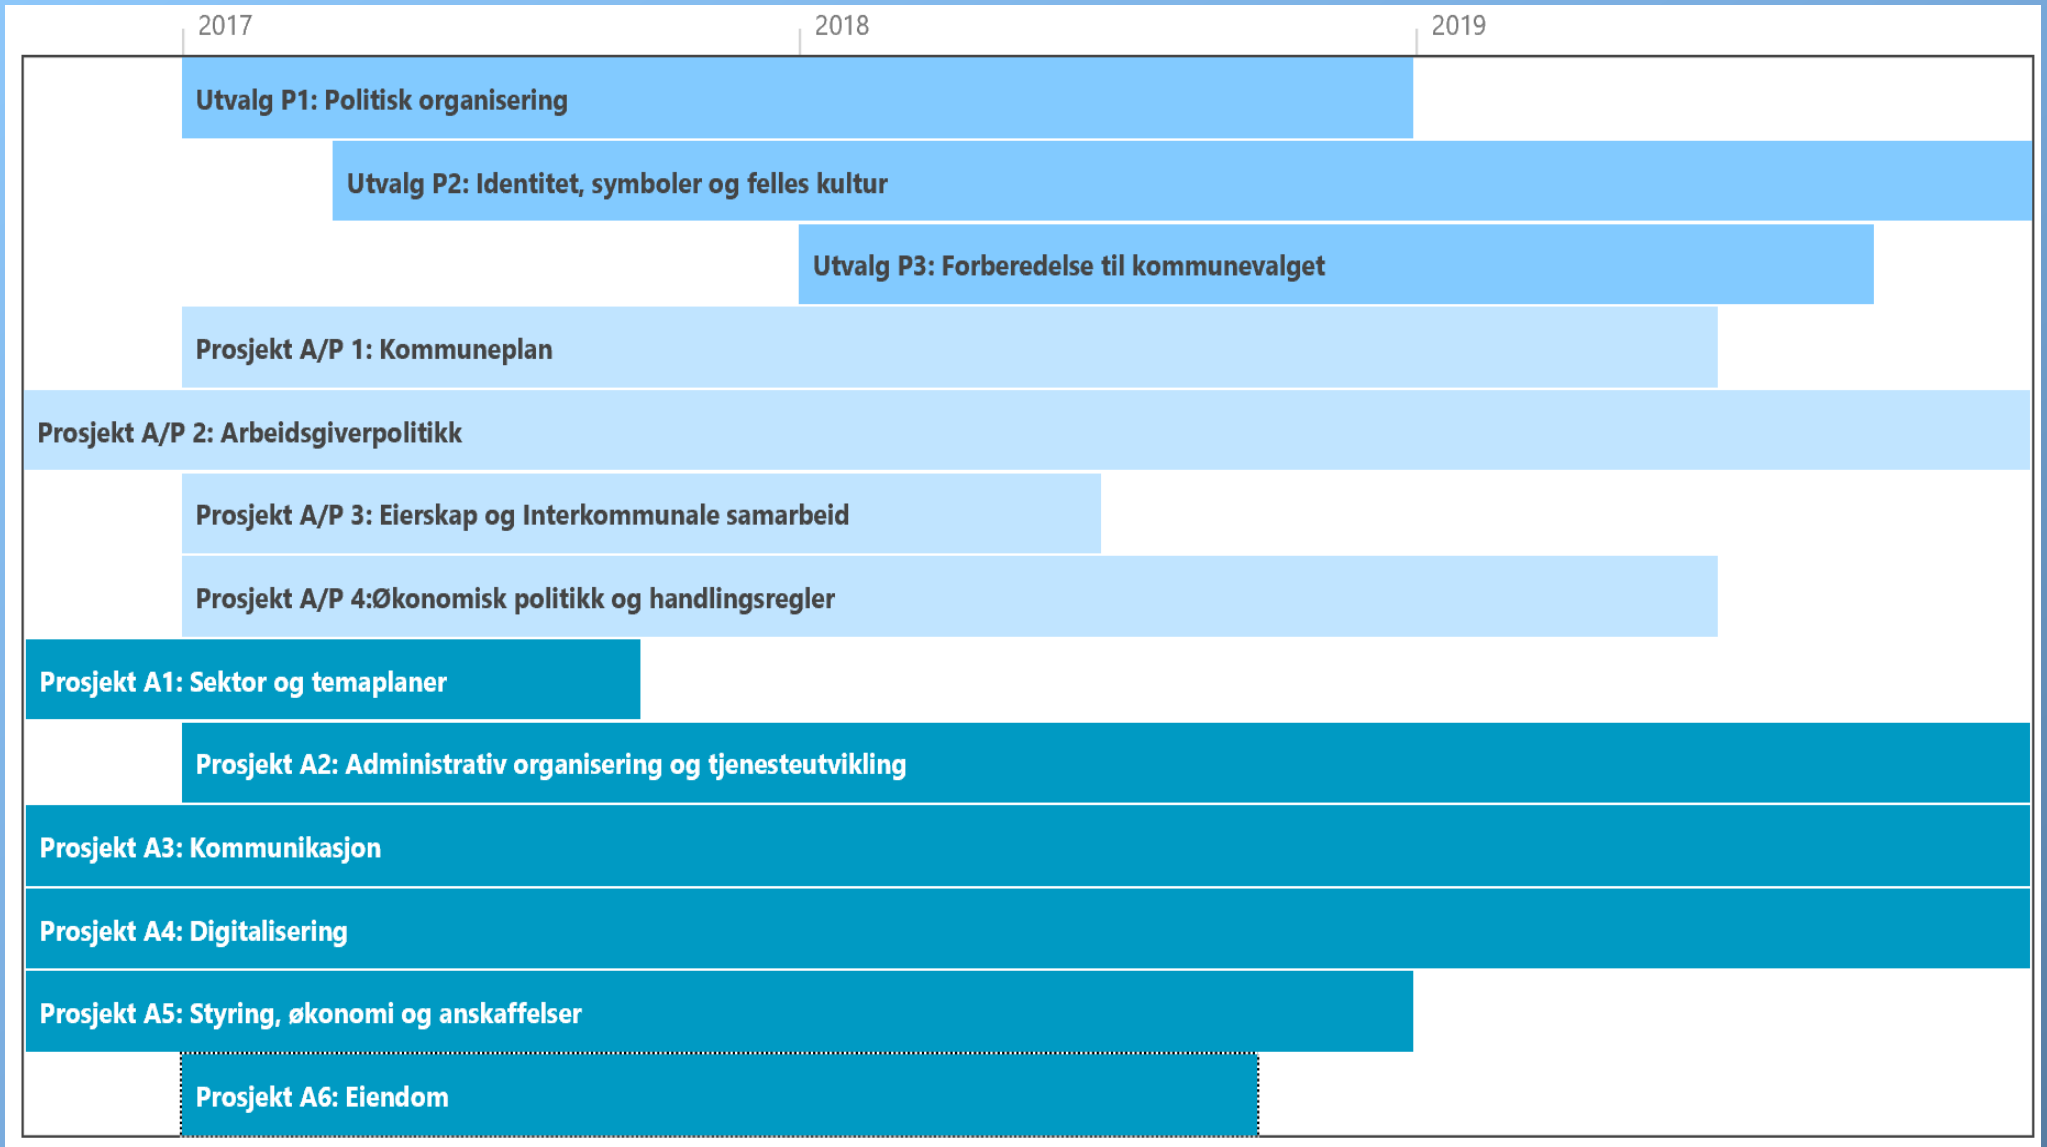 2017 2018 2019
Utvalg P1: Politisk organisering
Utvalg P2: Identitet, symboler og felles kultur
Utvalg P3: Forberedelse til kommunevalget
Prosjekt A/P 1: Kommuneplan
Prosjekt A/P 2: Arbeidsgiverpolitikk
Prosjekt A/P 3: Eierskap og Interkommunale samarbeid
Prosjekt A/P 4:Økonomisk politikk og handlingsregler
Prosjekt A1: Sektor og temaplaner
Prosjekt A2: Administrativ organisering og tjenesteutvikling
Prosjekt A3: Kommunikasjon
Prosjekt A4: Digitalisering
Prosjekt A5: Styring, økonomi og anskaffelser
Prosjekt A6: Eiendom